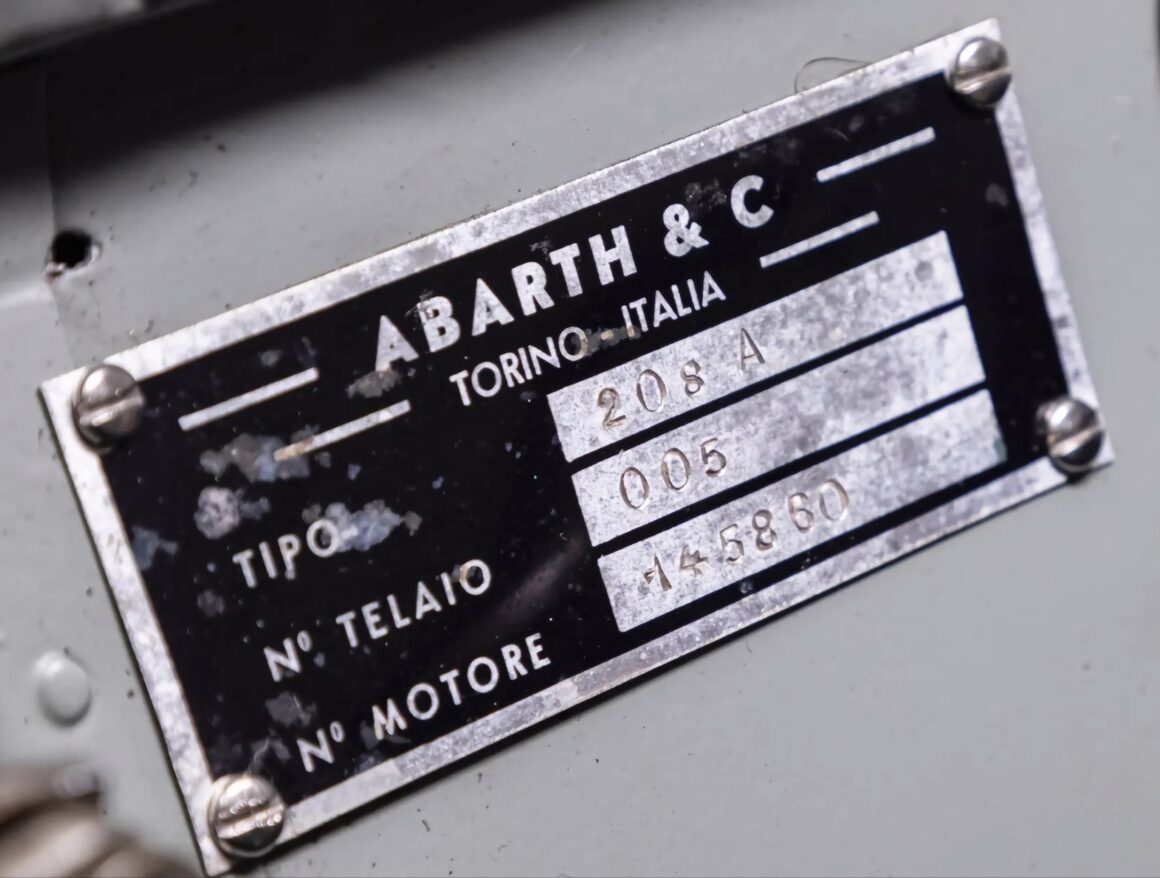 ABARTH & C
TORINO - ITALIA
TIPO 208 A
Nº TELAIO 005
Nº MOTORE 145860